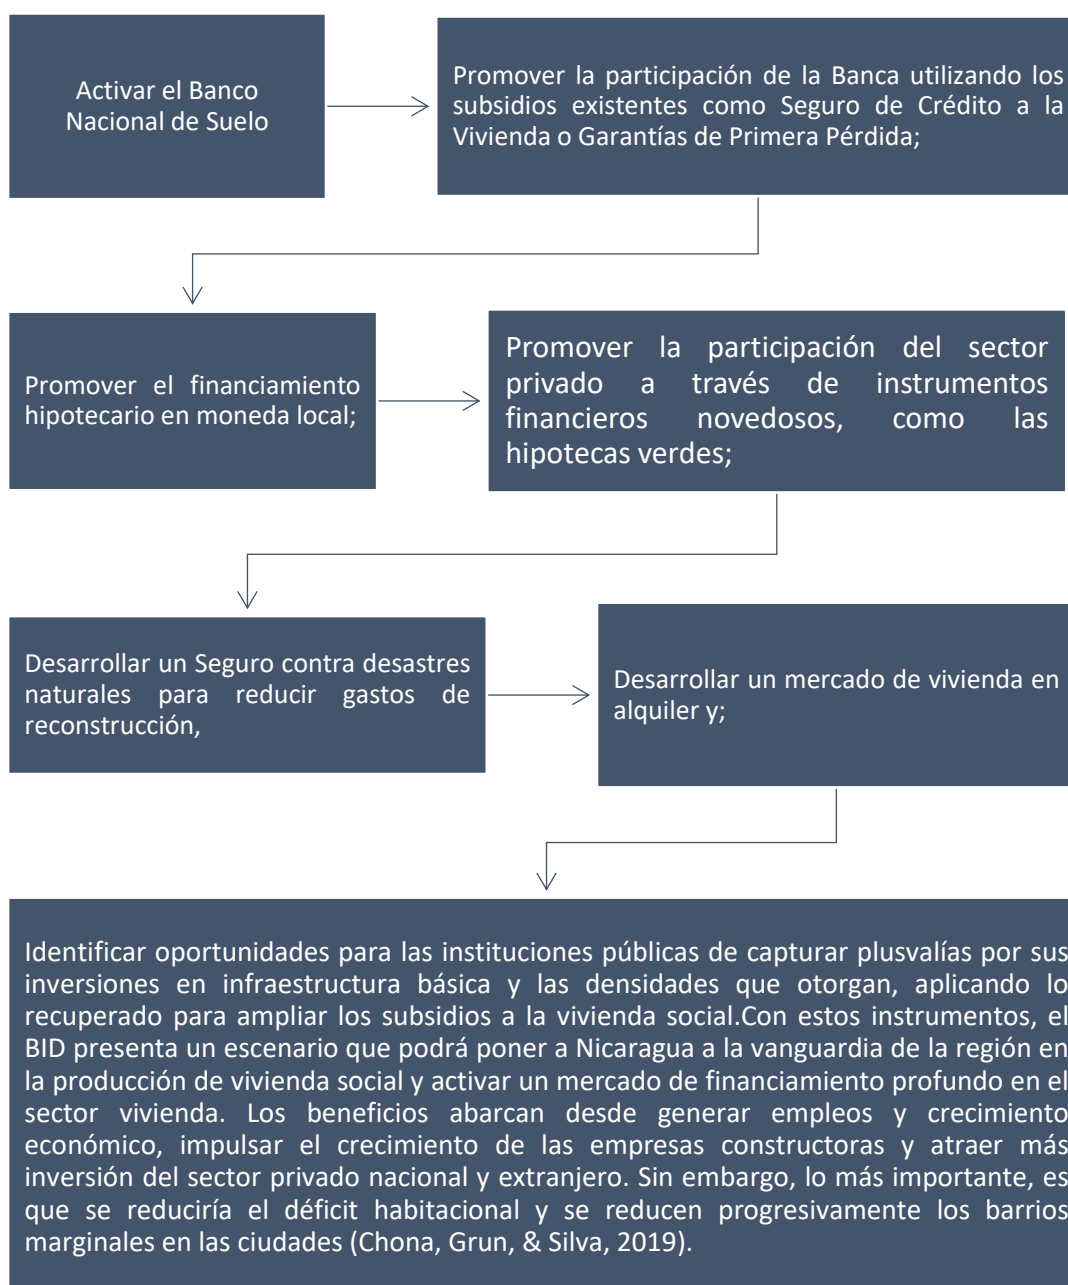 Activar el Banco
Nacional de Suelo
Promover la participación de la Banca utilizando los
subsidios existentes como Seguro de Crédito a la
Vivienda o Garantías de Primera Pérdida;
Promover el financiamiento
hipotecario en moneda local;
Promover la participación del sector
privado a través de instrumentos
financieros novedosos, como las
hipotecas verdes;
Desarrollar un Seguro contra desastres
naturales para reducir gastos de
reconstrucción,
Desarrollar un mercado de vivienda en
alquiler y;
Identificar oportunidades para las instituciones públicas de capturar plusvalías por sus
inversiones en infraestructura básica y las densidades que otorgan, aplicando lo
recuperado para ampliar los subsidios a la vivienda social.Con estos instrumentos, el
BID presenta un escenario que podrá poner a Nicaragua a la vanguardia de la región en
la producción de vivienda social y activar un mercado de financiamiento profundo en el
sector vivienda. Los beneficios abarcan desde generar empleos y crecimiento
económico, impulsar el crecimiento de las empresas constructoras y atraer más
inversión del sector privado nacional y extranjero. Sin embargo, lo más importante, es
que se reduciría el déficit habitacional y se reducen progresivamente los barrios
marginales en las ciudades (Chona, Grun, & Silva, 2019).